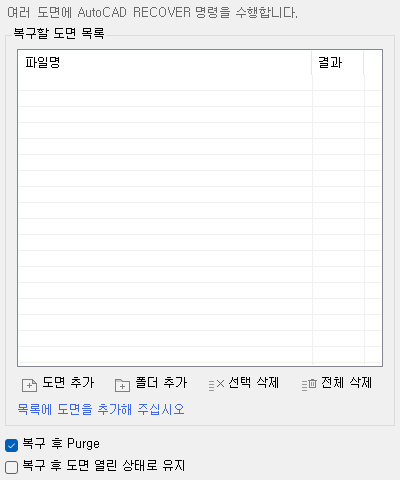 여러 도면에 AutoCAD RECOVER 명령을 수행합니다.
복구할 도면 목록
파일명 결과
도면 추가 폴더 추가 선택 삭제 전체 삭제
목록에 도면을 추가해 주십시오
복구 후 Purge
복구 후 도면 열린 상태로 유지